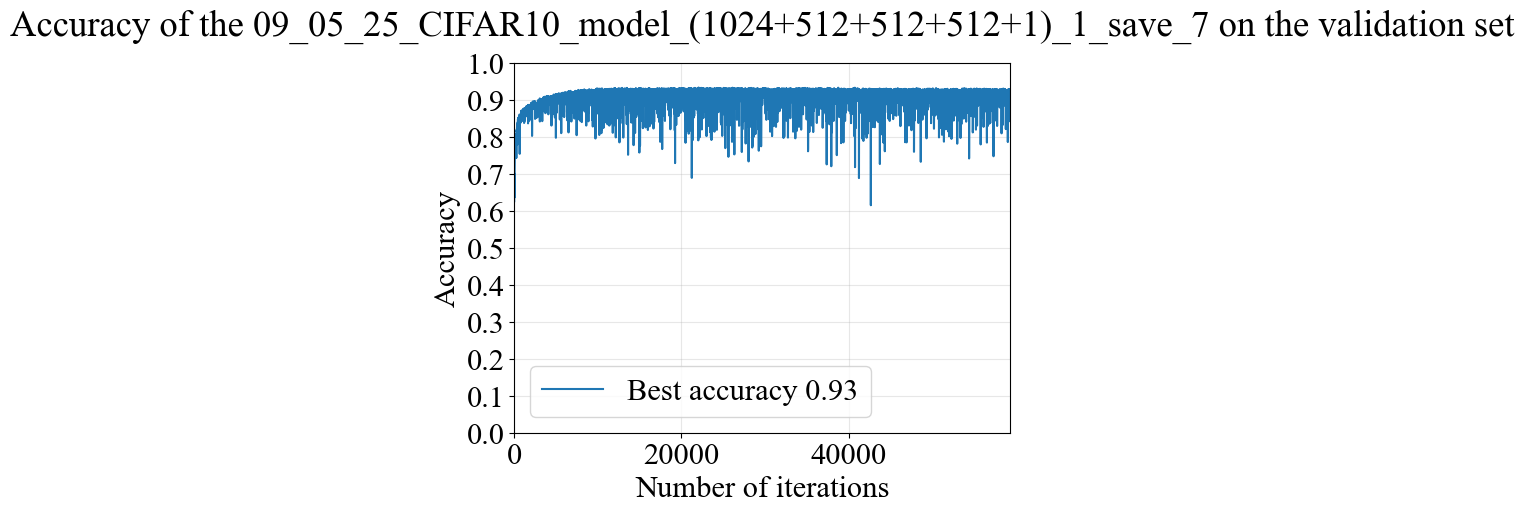 Accuracy of the 09_05_25_CIFAR10_model_(1024+512+512+512+1)_1_save_7 on the validation set
1.0
0.9
0.8
0.7
0.6
0.5
0.4
0.3
0.2
0.1
0.0
Accuracy
Best accuracy 0.93
0 20000 40000
Number of iterations